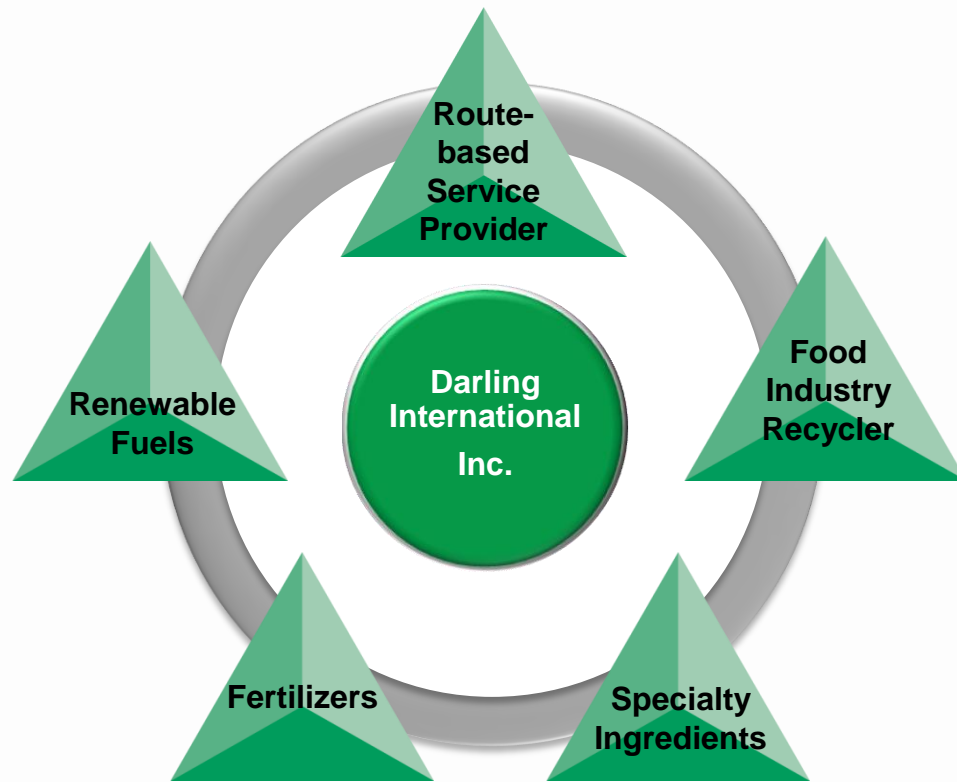 Route-
based
Service
Provider
Food
Industry
Recycler
Darling
International
Inc.
Renewable
Fuels
Fertilizers
Specialty
Ingredients